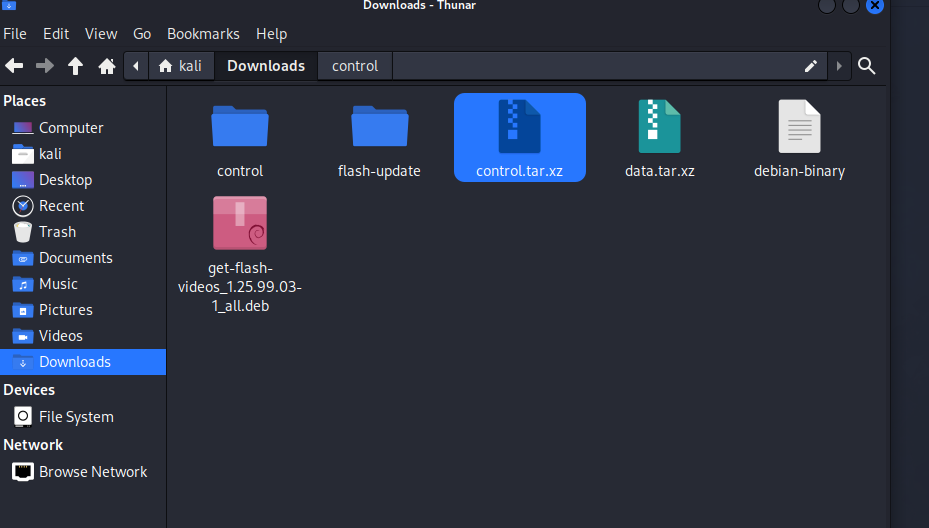 Downloads - Thunar
File Edit View Go Bookmarks Help
kali Downloads control
Places
Computer
kali
Desktop
Recent
Trash
Documents
Music
Pictures
Videos
Downloads
Devices
File System
Network
Browse Network
control
flash-update
control.tar.xz
data.tar.xz
debian-binary
get-flash-
videos_1.25.99.03-
1_all.deb